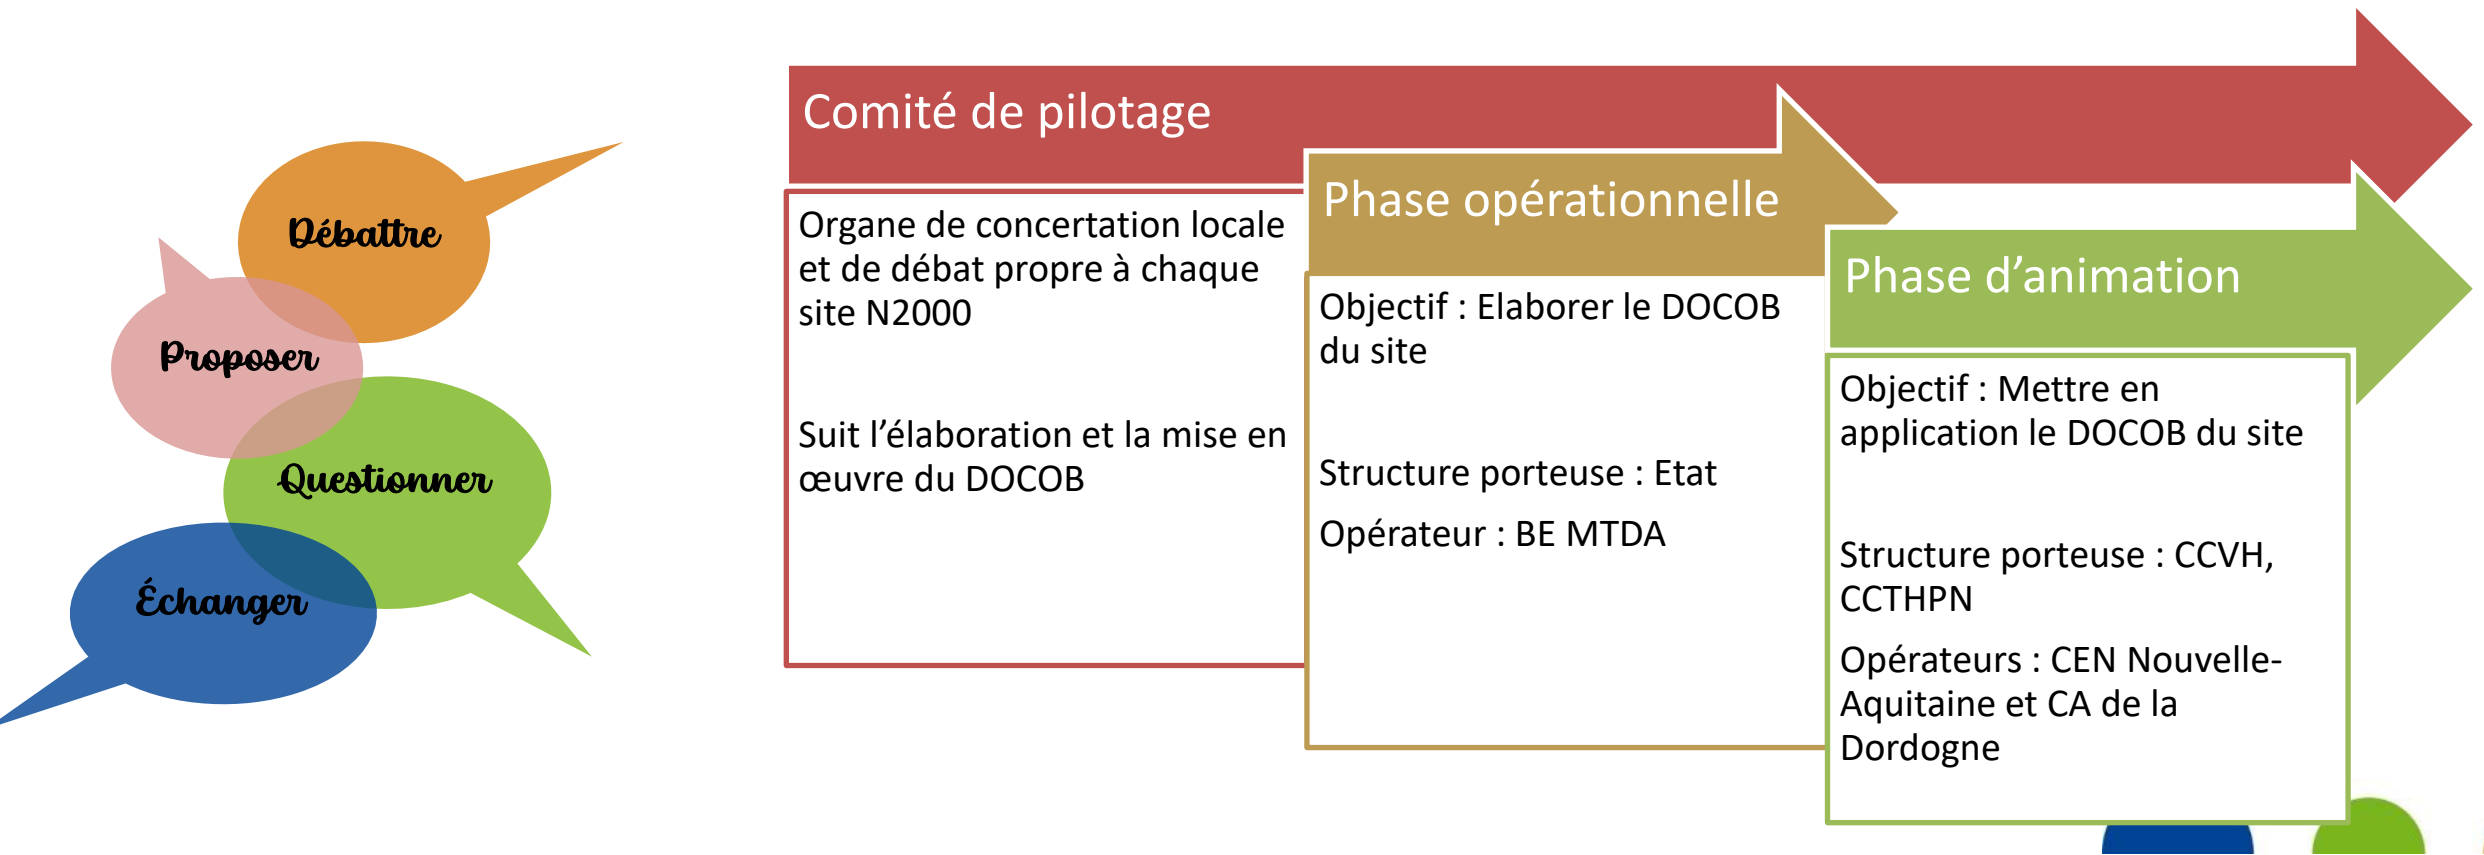 Débattre
Proposer
Questionner
Échanger
Comité de pilotage
Organe de concertation locale
et de débat propre à chaque
site N2000
Suit l’élaboration et la mise en
œuvre du DOCOB
Phase opérationnelle
Objectif : Elaborer le DOCOB
du site
Structure porteuse : Etat
Opérateur : BE MTDA
Phase d’animation
Objectif : Mettre en
application le DOCOB du site
Structure porteuse : CCVH,
CCTHPN
Opérateurs : CEN Nouvelle-
Aquitaine et CA de la
Dordogne